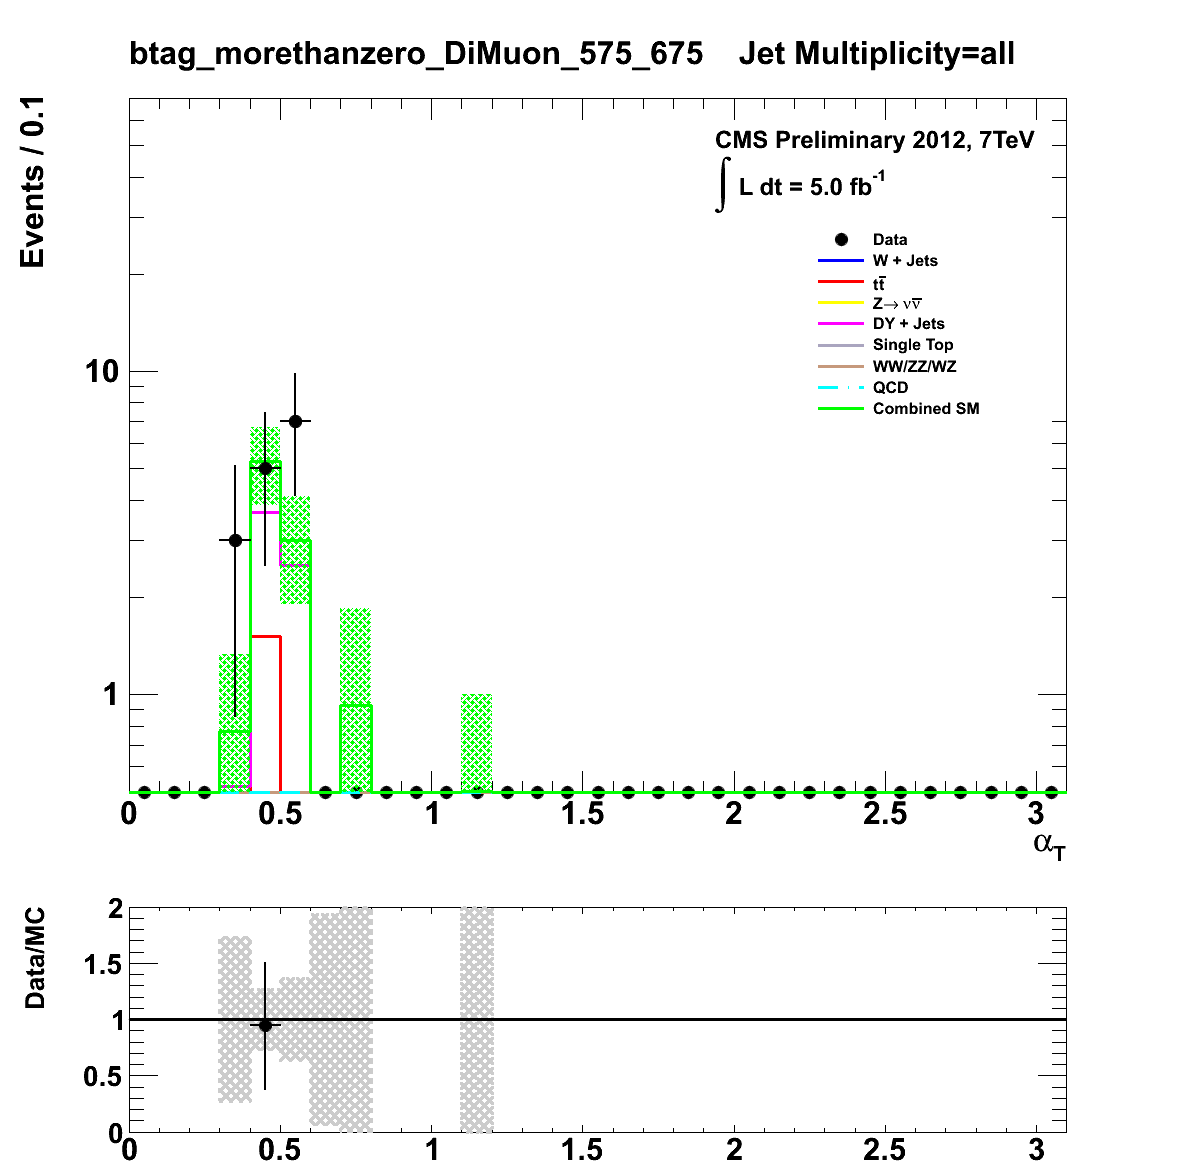 btag_morethanzero_DiMuon_575_675 Jet Multiplicity=all
Events / 0.1
CMS Preliminary 2012, 7TeV
∫ L dt = 5.0 fb⁻¹
Data
W + Jets
tt̅
Z→ νν̅
DY + Jets
Single Top
WW/ZZ/WZ
QCD
Combined SM
10
1
0 0.5 1 1.5 2 2.5 3
α_T
Data/MC
2
1.5
1
0.5
0
0 0.5 1 1.5 2 2.5 3